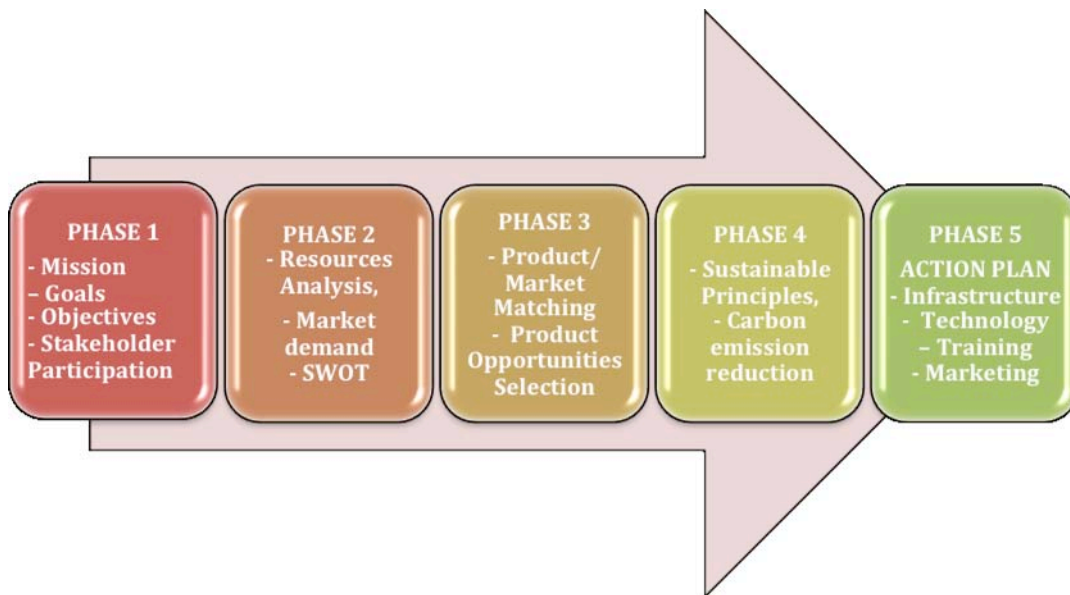 PHASE 1
- Mission
– Goals
- Objectives
- Stakeholder
Participation
PHASE 2
- Resources
Analysis,
- Market
demand
- SWOT
PHASE 3
- Product/
Market
Matching
- Product
Opportunities
Selection
PHASE 4
- Sustainable
Principles,
- Carbon
emission
reduction
PHASE 5
ACTION PLAN
- Infrastructure
- Technology
– Training
- Marketing